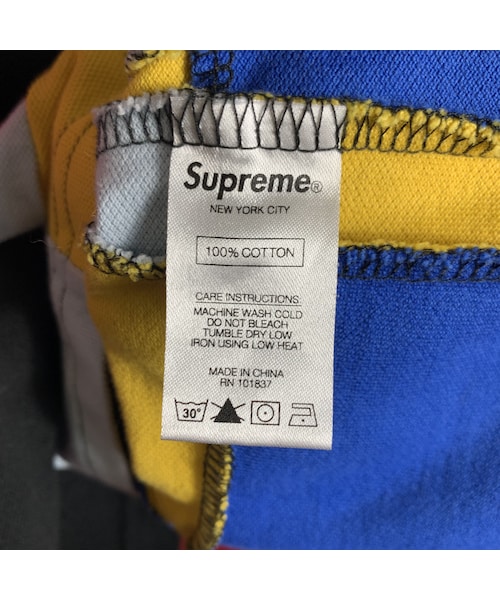 Supreme®
NEW YORK CITY
100% COTTON
CARE INSTRUCTIONS:
MACHINE WASH COLD
DO NOT BLEACH
TUMBLE DRY LOW
IRON USING LOW HEAT
MADE IN CHINA
RN 101837
30°